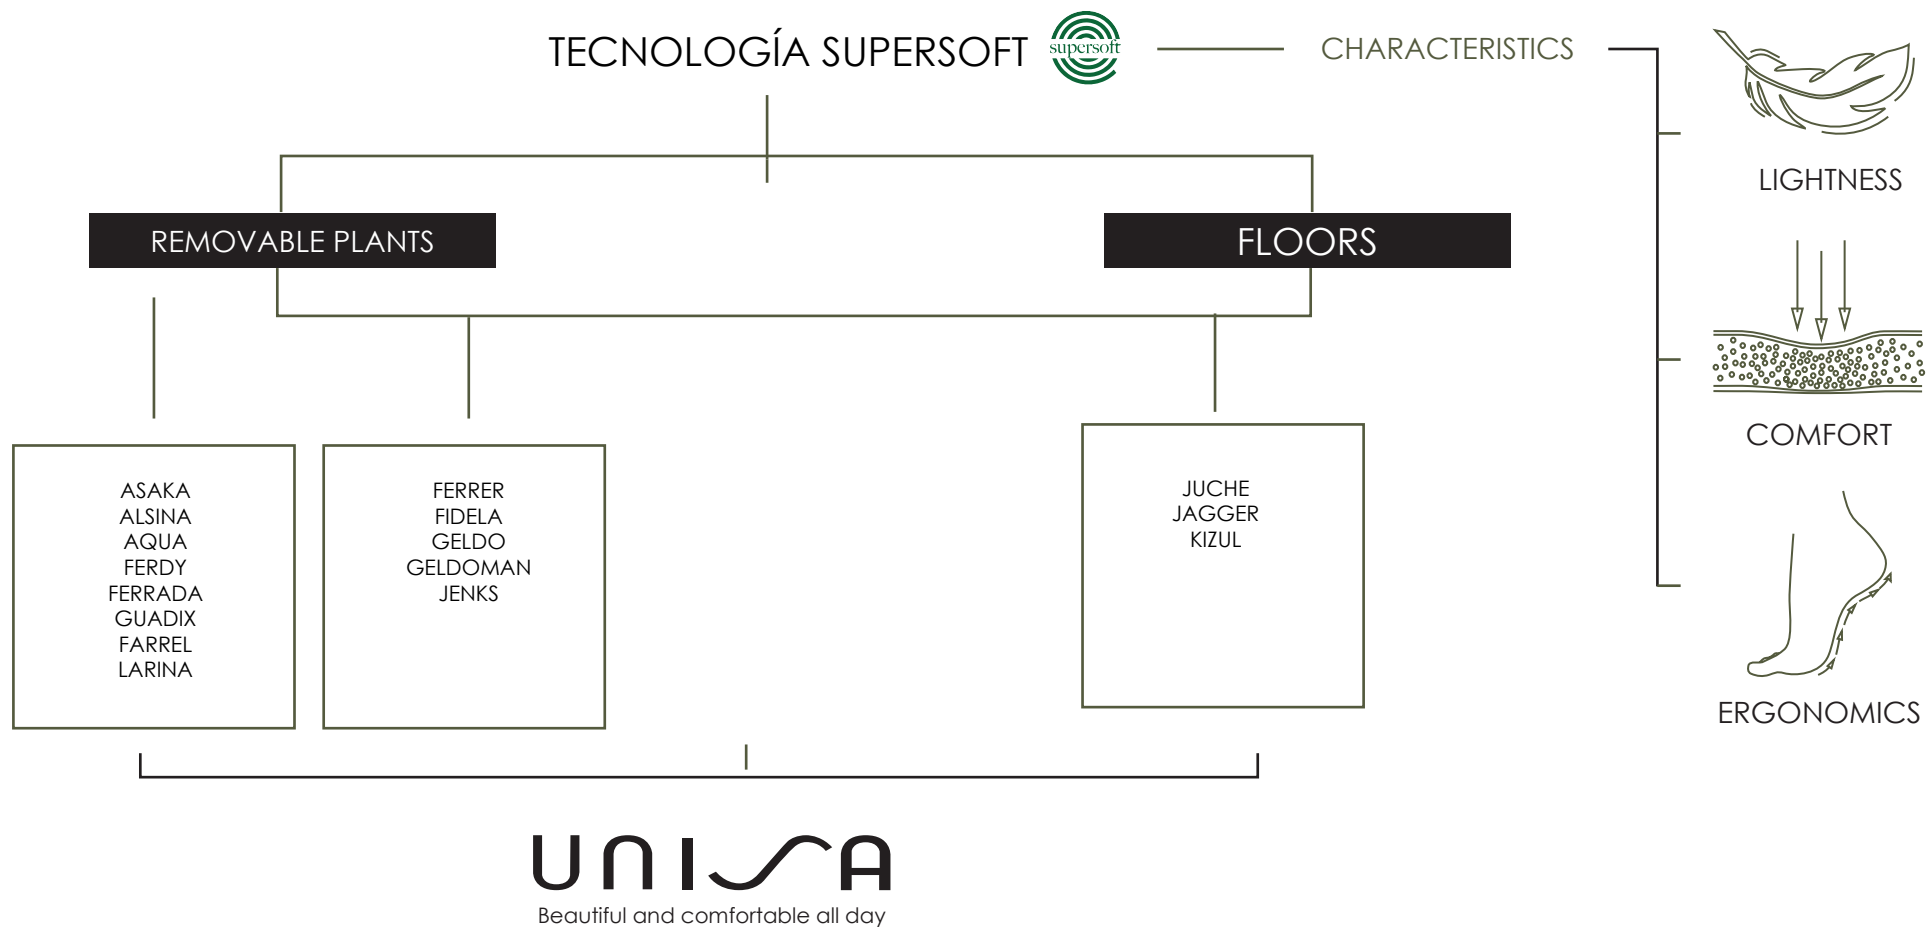 TECNOLOGÍA SUPERSOFT
supersoft
CHARACTERISTICS
LIGHTNESS
COMFORT
ERGONOMICS
REMOVABLE PLANTS
FLOORS
ASAKA
ALSINA
AQUA
FERDY
FERRADA
GUADIX
FARREL
LARINA
FERRER
FIDELA
GELDO
GELDOMAN
JENKS
JUCHE
JAGGER
KIZUL
UNISA
Beautiful and comfortable all day